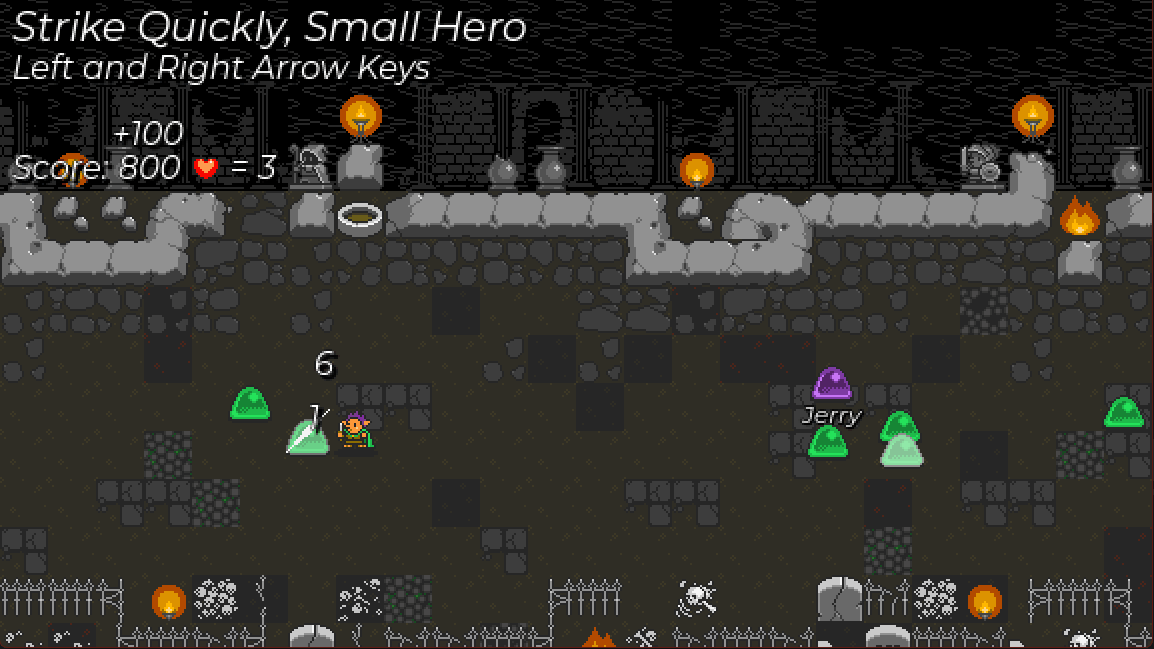 Strike Quickly, Small Hero
Left and Right Arrow Keys
+100
Score: 800 = 3
6
Jerry